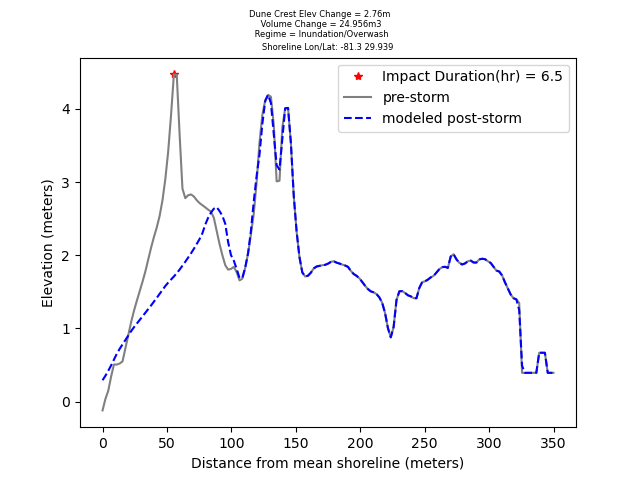 Dune Crest Elev Change = 2.76m
Volume Change = 24.956m3
Regime = Inundation/Overwash
Shoreline Lon/Lat: -81.3 29.939
Impact Duration(hr) = 6.5
pre-storm
modeled post-storm
Elevation (meters)
4
3
2
1
0
0 50 100 150 200 250 300 350
Distance from mean shoreline (meters)